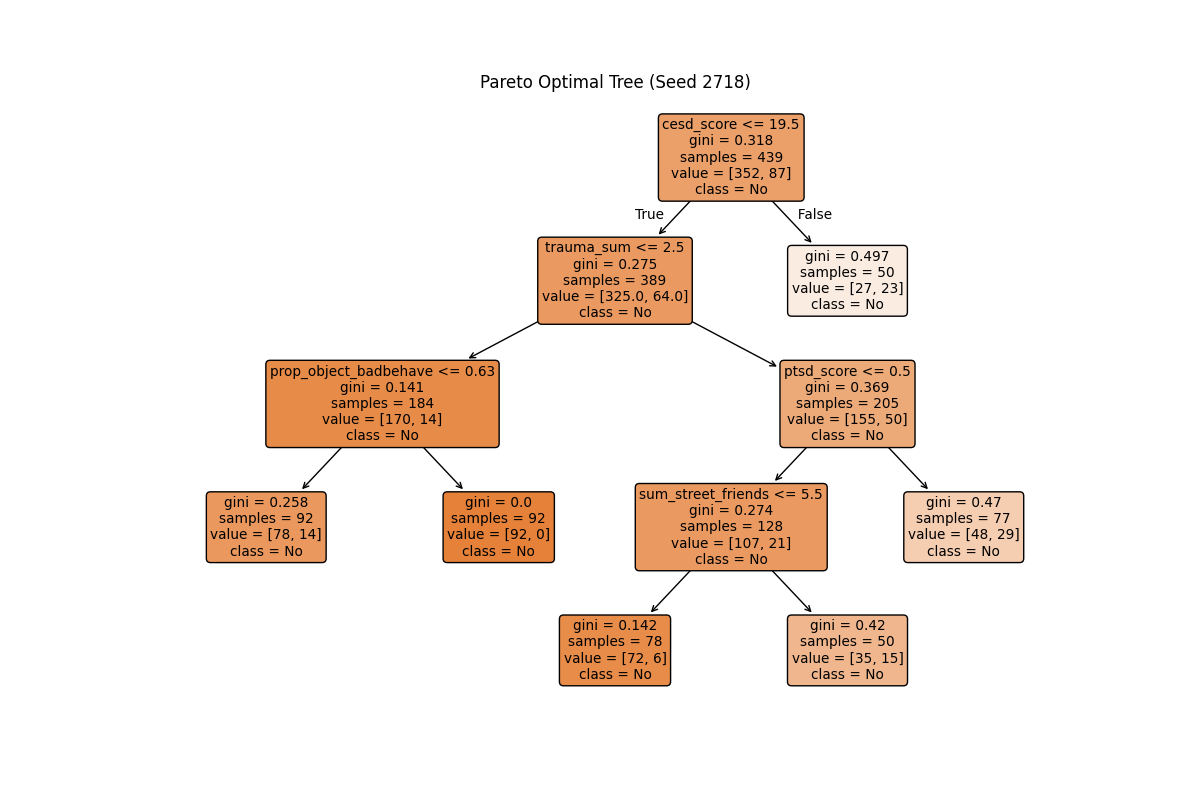 Pareto Optimal Tree (Seed 2718)
cesd_score <= 19.5
gini = 0.318
samples = 439
value = [352, 87]
class = No
True
False
trauma_sum <= 2.5
gini = 0.275
samples = 389
value = [325.0, 64.0]
class = No
gini = 0.497
samples = 50
value = [27, 23]
class = No
prop_object_badbehave <= 0.63
gini = 0.141
samples = 184
value = [170, 14]
class = No
ptsd_score <= 0.5
gini = 0.369
samples = 205
value = [155, 50]
class = No
gini = 0.258
samples = 92
value = [78, 14]
class = No
gini = 0.0
samples = 92
value = [92, 0]
class = No
sum_street_friends <= 5.5
gini = 0.274
samples = 128
value = [107, 21]
class = No
gini = 0.47
samples = 77
value = [48, 29]
class = No
gini = 0.142
samples = 78
value = [72, 6]
class = No
gini = 0.42
samples = 50
value = [35, 15]
class = No